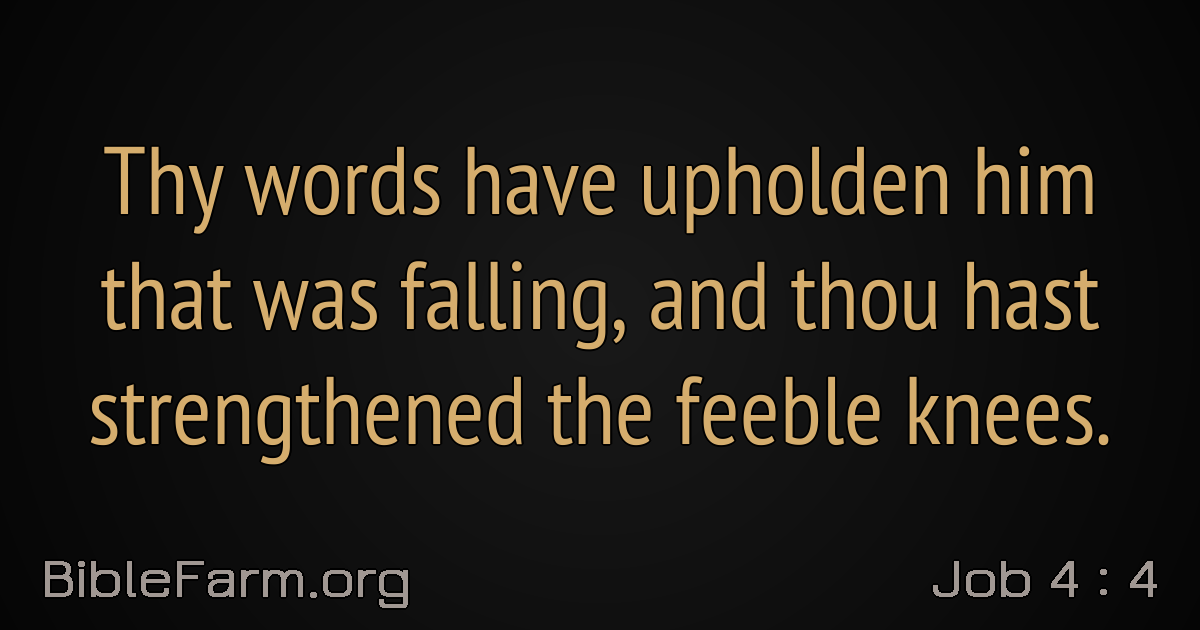 Thy words have upholden him
that was falling, and thou hast
strengthened the feeble knees.
BibleFarm.org
Job 4 : 4